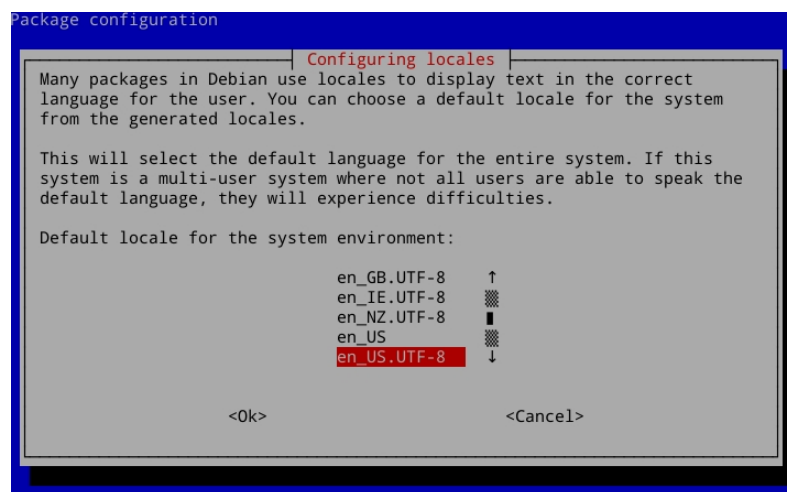 Package configuration
Configuring locales
Many packages in Debian use locales to display text in the correct
language for the user. You can choose a default locale for the system
from the generated locales.
This will select the default language for the entire system. If this
system is a multi-user system where not all users are able to speak the
default language, they will experience difficulties.
Default locale for the system environment:
en_GB.UTF-8 ↑
en_IE.UTF-8
en_NZ.UTF-8
en_US
en_US.UTF-8 ↓
<Ok> <Cancel>